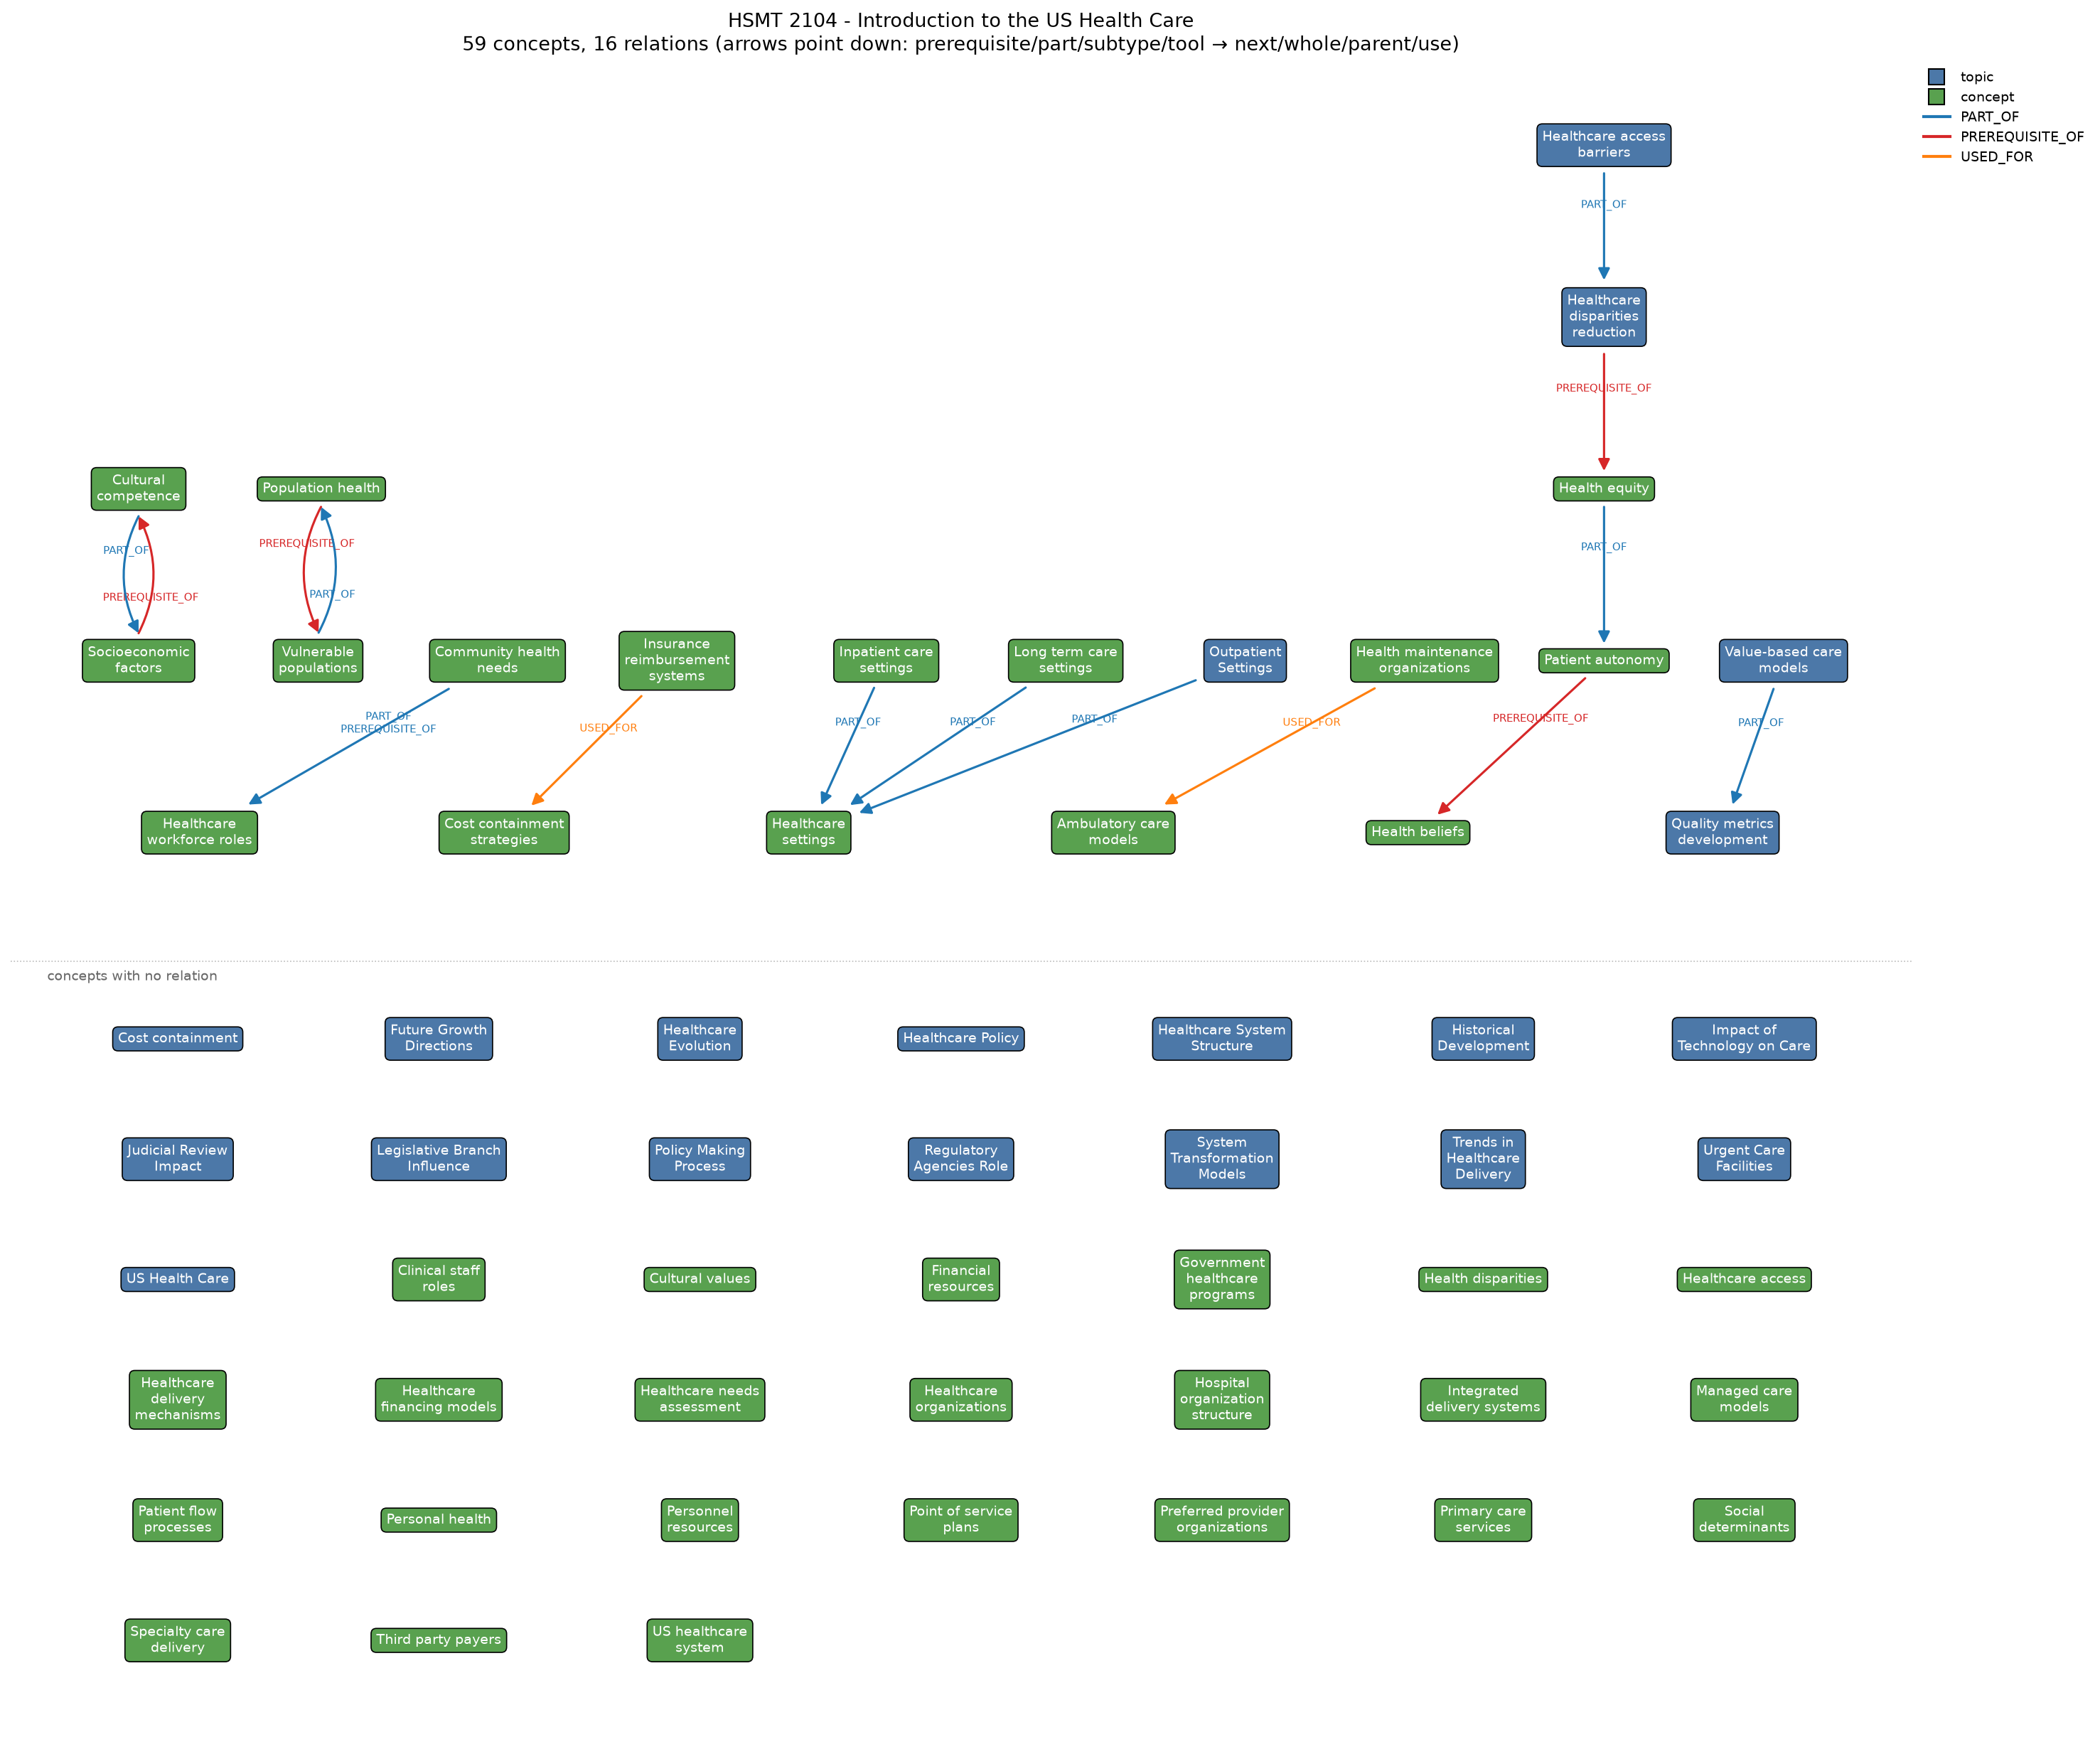 HSMT 2104 - Introduction to the US Health Care
59 concepts, 16 relations (arrows point down: prerequisite/part/subtype/tool → next/whole/parent/use)
topic
concept
PART_OF
PREREQUISITE_OF
USED_FOR
Healthcare access
barriers
PART_OF
Healthcare
disparities
reduction
PREREQUISITE_OF
Cultural
competence
Population health
Health equity
PART_OF
PREREQUISITE_OF
PREREQUISITE_OF
PART_OF
PART_OF
Socioeconomic
factors
Vulnerable
populations
Community health
needs
Insurance
reimbursement
systems
Inpatient care
settings
Long term care
settings
Outpatient
Settings
Health maintenance
organizations
Patient autonomy
Value-based care
models
PART_OF
PREREQUISITE_OF
USED_FOR
PART_OF
PART_OF
PART_OF
USED_FOR
PREREQUISITE_OF
PART_OF
Healthcare
workforce roles
Cost containment
strategies
Healthcare
settings
Ambulatory care
models
Health beliefs
Quality metrics
development
concepts with no relation
Cost containment
Future Growth
Directions
Healthcare
Evolution
Healthcare Policy
Healthcare System
Structure
Historical
Development
Impact of
Technology on Care
Judicial Review
Impact
Legislative Branch
Influence
Policy Making
Process
Regulatory
Agencies Role
System
Transformation
Models
Trends in
Healthcare
Delivery
Urgent Care
Facilities
US Health Care
Clinical staff
roles
Cultural values
Financial
resources
Government
healthcare
programs
Health disparities
Healthcare access
Healthcare
delivery
mechanisms
Healthcare
financing models
Healthcare needs
assessment
Healthcare
organizations
Hospital
organization
structure
Integrated
delivery systems
Managed care
models
Patient flow
processes
Personal health
Personnel
resources
Point of service
plans
Preferred provider
organizations
Primary care
services
Social
determinants
Specialty care
delivery
Third party payers
US healthcare
system